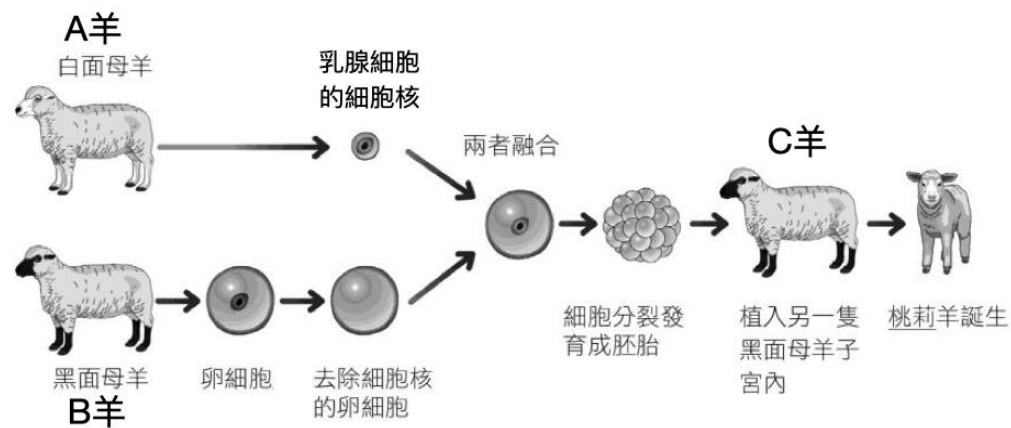 A羊
白面母羊
乳腺細胞
的細胞核
兩者融合
C羊
黑面母羊
B羊
卵細胞
去除細胞核
的卵細胞
細胞分裂發
育成胚胎
植入另一隻
黑面母羊子
宮內
桃莉羊誕生